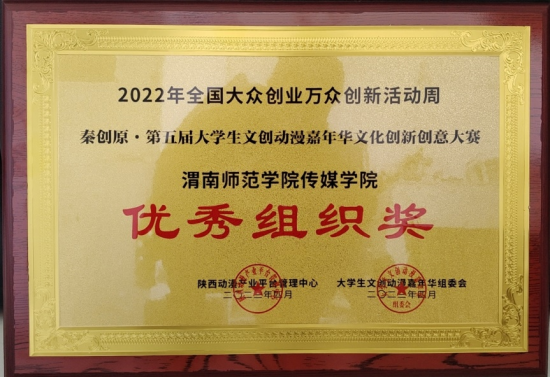 2022年全国大众创业万众创新活动周
秦创原·第五届大学生文创动漫嘉年华文化创新创意大赛
渭南师范学院传媒学院
优秀组织奖
陕西动漫产业平台管理中心 大学生文创动漫嘉年华组委会
组委会